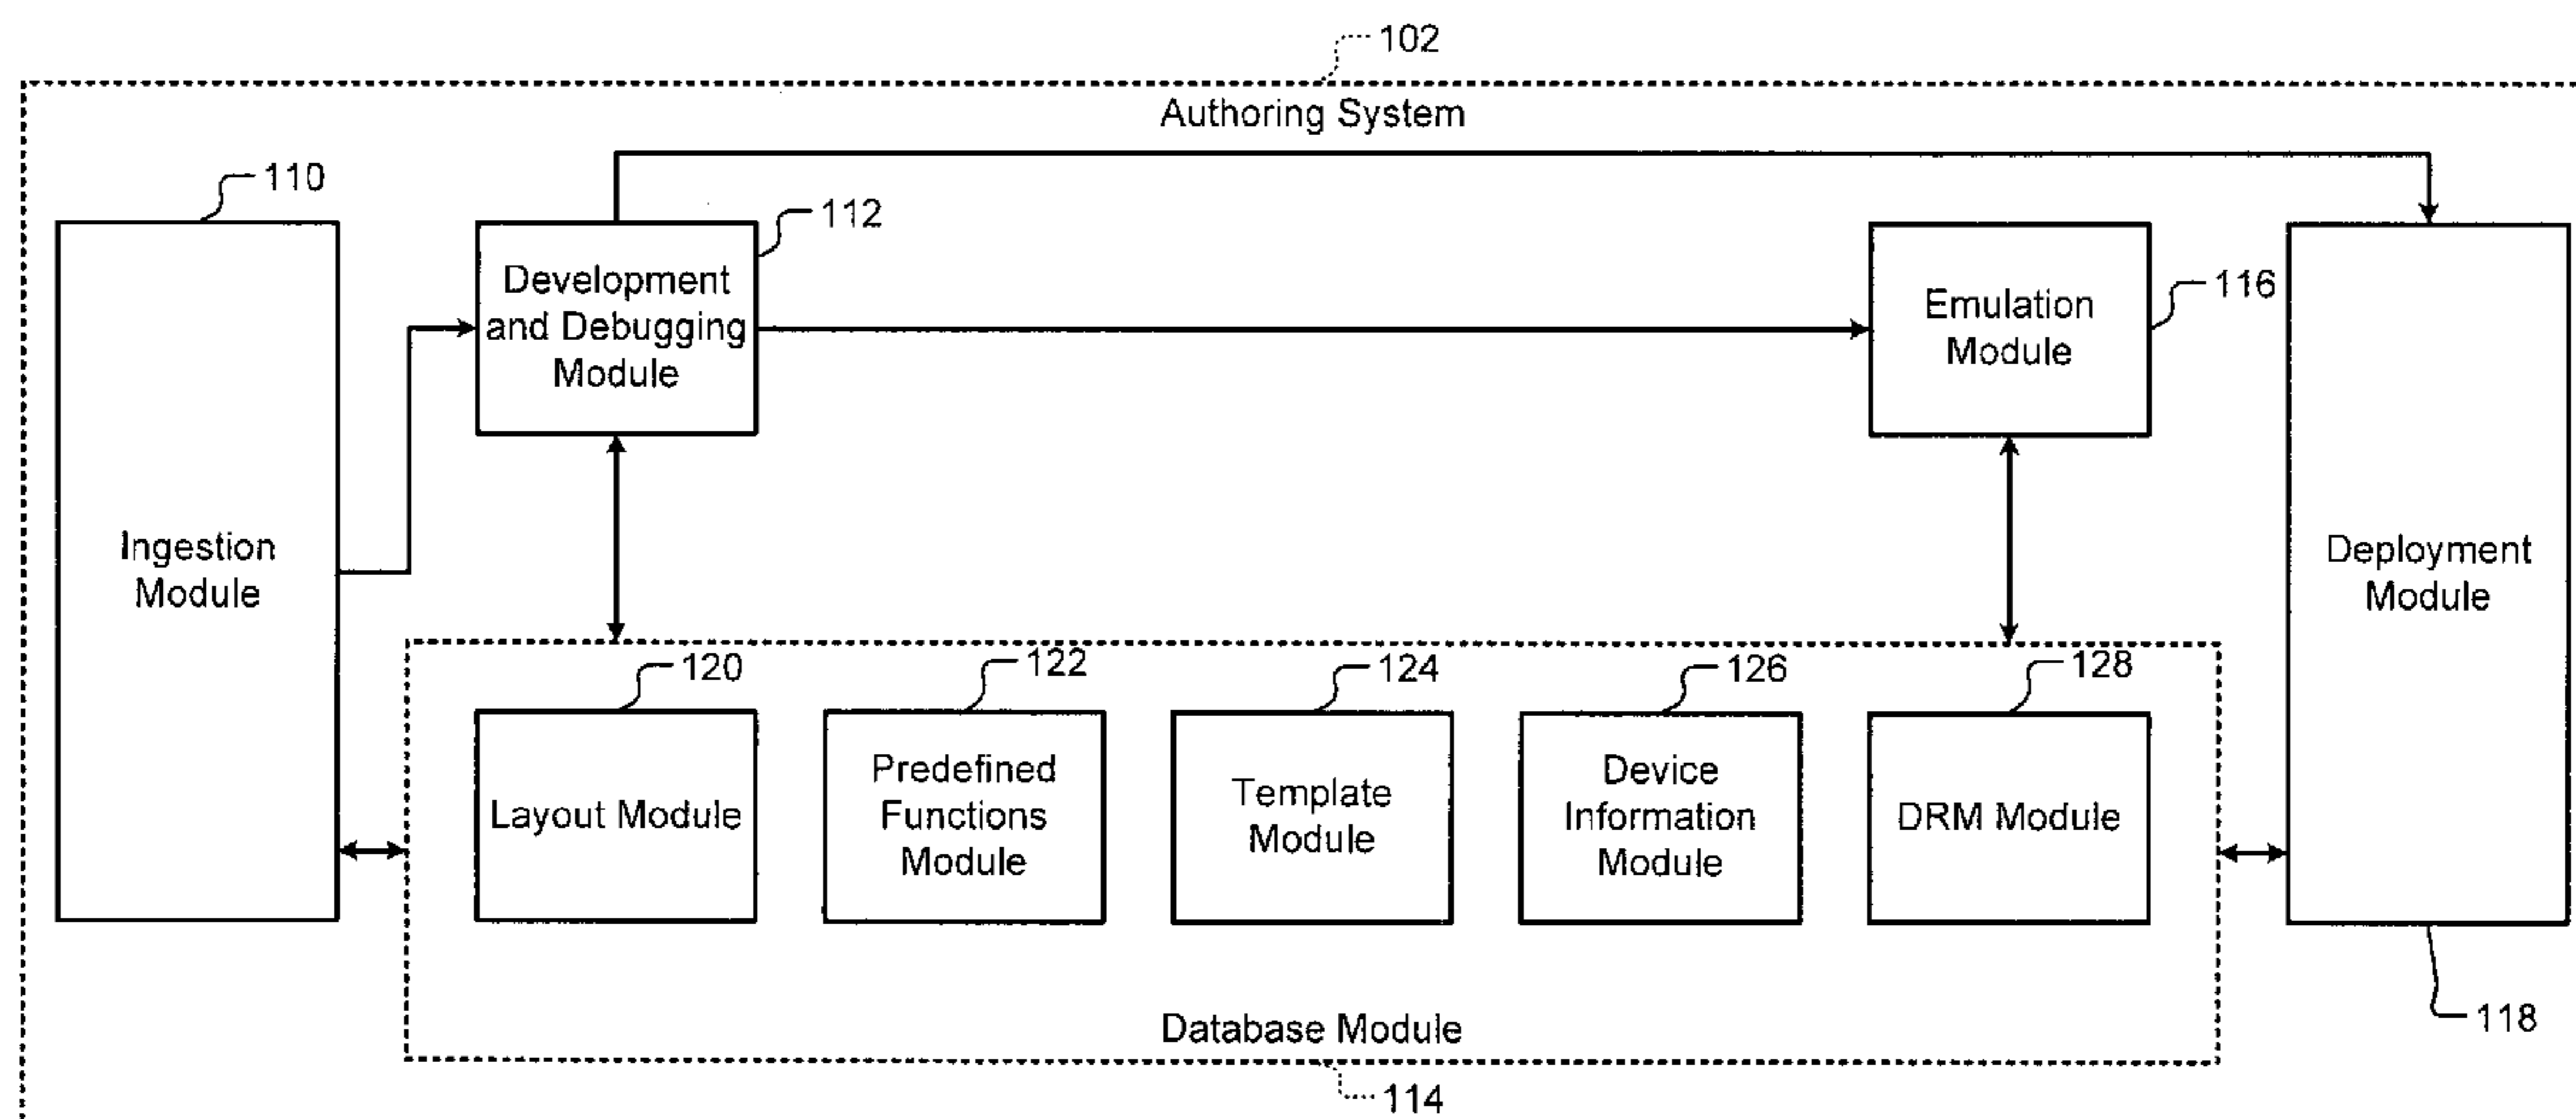 102
Authoring System
110
112
Development
and Debugging
Module
Emulation
Module
116
Ingestion
Module
Deployment
Module
120
122
124
126
128
Layout Module
Predefined
Functions
Module
Template
Module
Device
Information
Module
DRM Module
Database Module
118
114